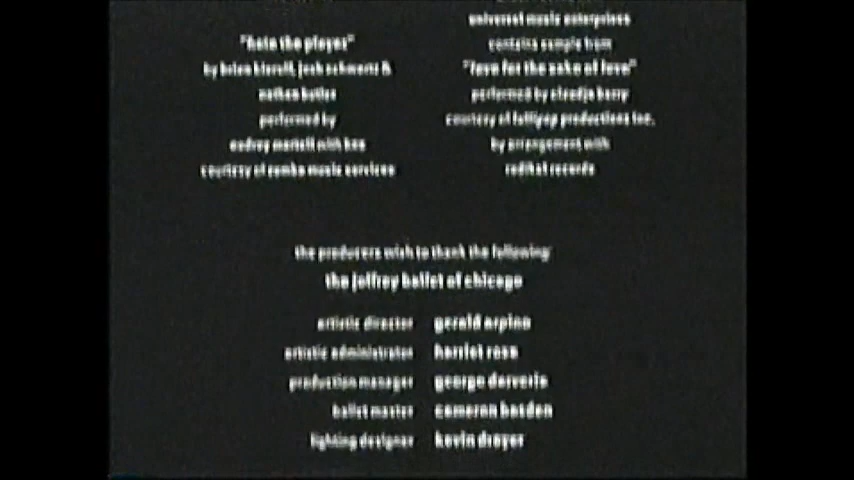 "hate the player"
by brian kierulf, josh schwartz &
nathan butler
performed by
audrey martell with
courtesy of music services
universal music enterprises
contains sample from
"love for the sake of love"
performed by claudja barry
courtesy of lollipop productions inc.
by arrangement with
radikal records
the producers wish to thank the following
the joffrey ballet of chicago
artistic director gerald arpino
artistic administrator harriet ross
production manager george
ballet master cameron basden
lighting designer kevin dreyer